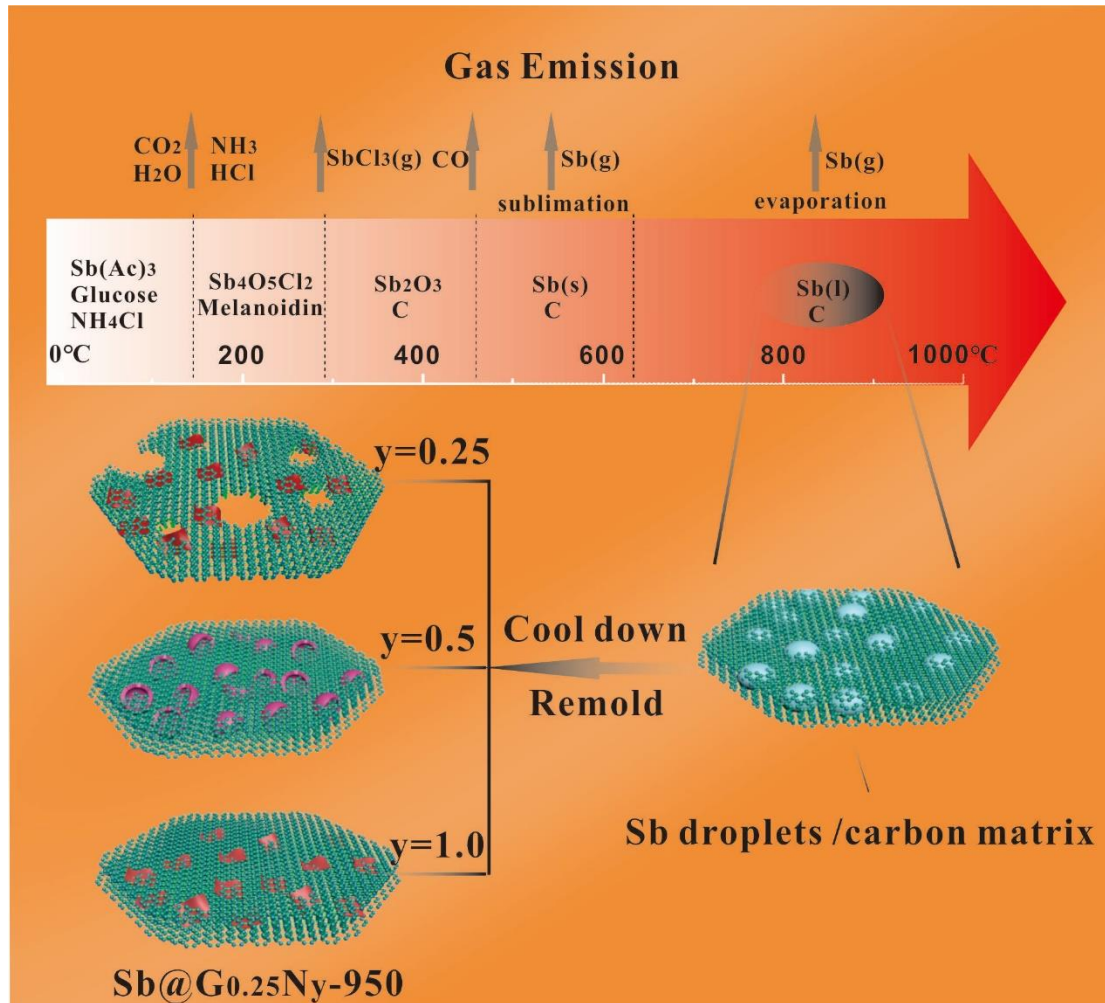 Gas Emission
CO2 NH3
H2O HCl
SbCl3(g) CO Sb(g) Sb(g)
sublimation evaporation
Sb(Ac)3
Glucose
NH4Cl
Sb4O5Cl2
Melanoidin
Sb2O3
C
Sb(s)
C
Sb(l)
C
0℃ 200 400 600 800 1000℃
y=0.25
y=0.5
y=1.0
Cool down
Remold
Sb droplets /carbon matrix
Sb@G0.25Ny-950